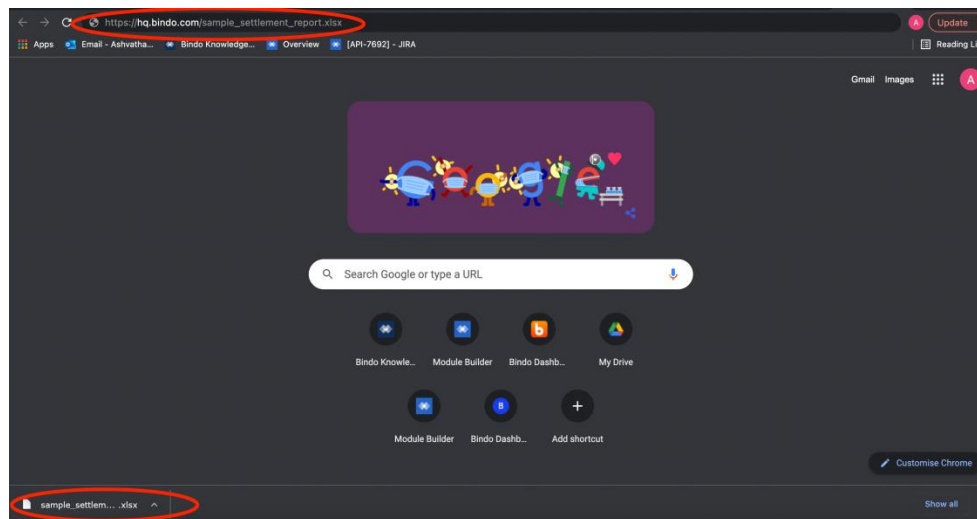 https://hq.bindo.com/sample_settlement_report.xlsx
A
Update
Apps
Email - Ashvatha...
Bindo Knowledge...
Overview
[API-7692] - JIRA
Reading Li
Gmail
Images
A
Google
Search Google or type a URL
Bindo Knowle...
Module Builder
Bindo Dashb...
My Drive
Module Builder
B
Bindo Dashb...
Add shortcut
Customise Chrome
sample_settlem... .xlsx
Show all